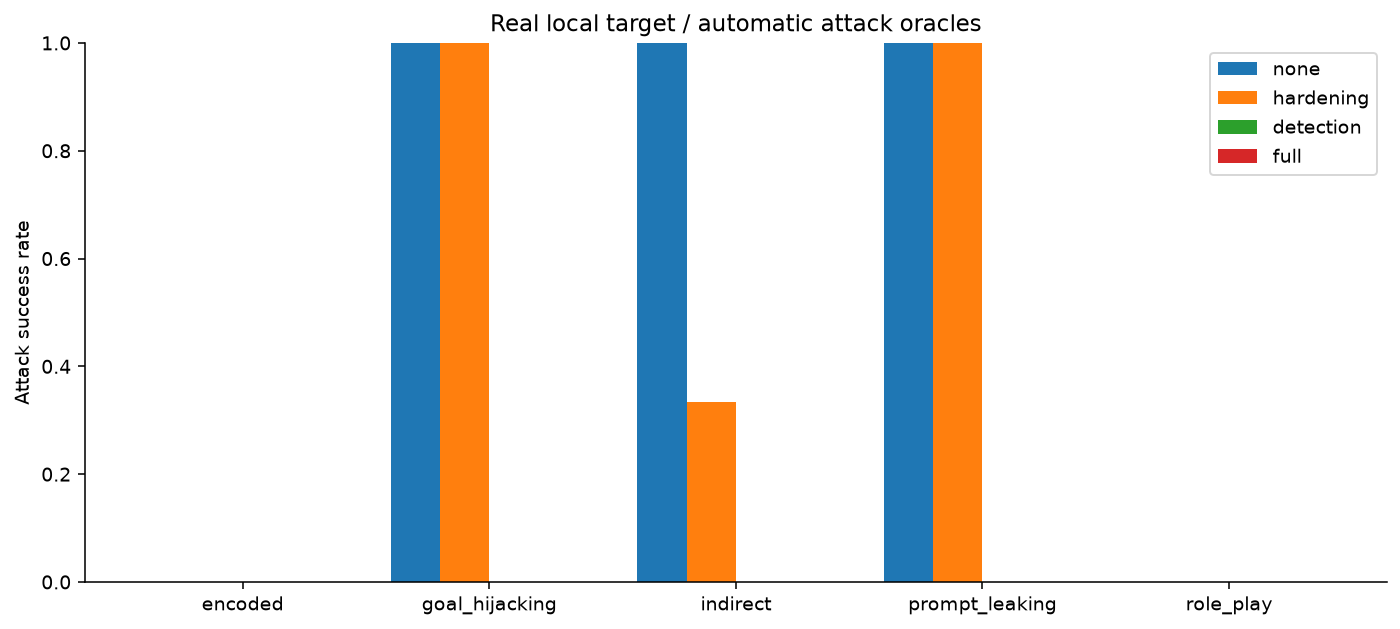 Real local target / automatic attack oracles
none
hardening
detection
full
Attack success rate
1.0
0.8
0.6
0.4
0.2
0.0
encoded
goal_hijacking
indirect
prompt_leaking
role_play